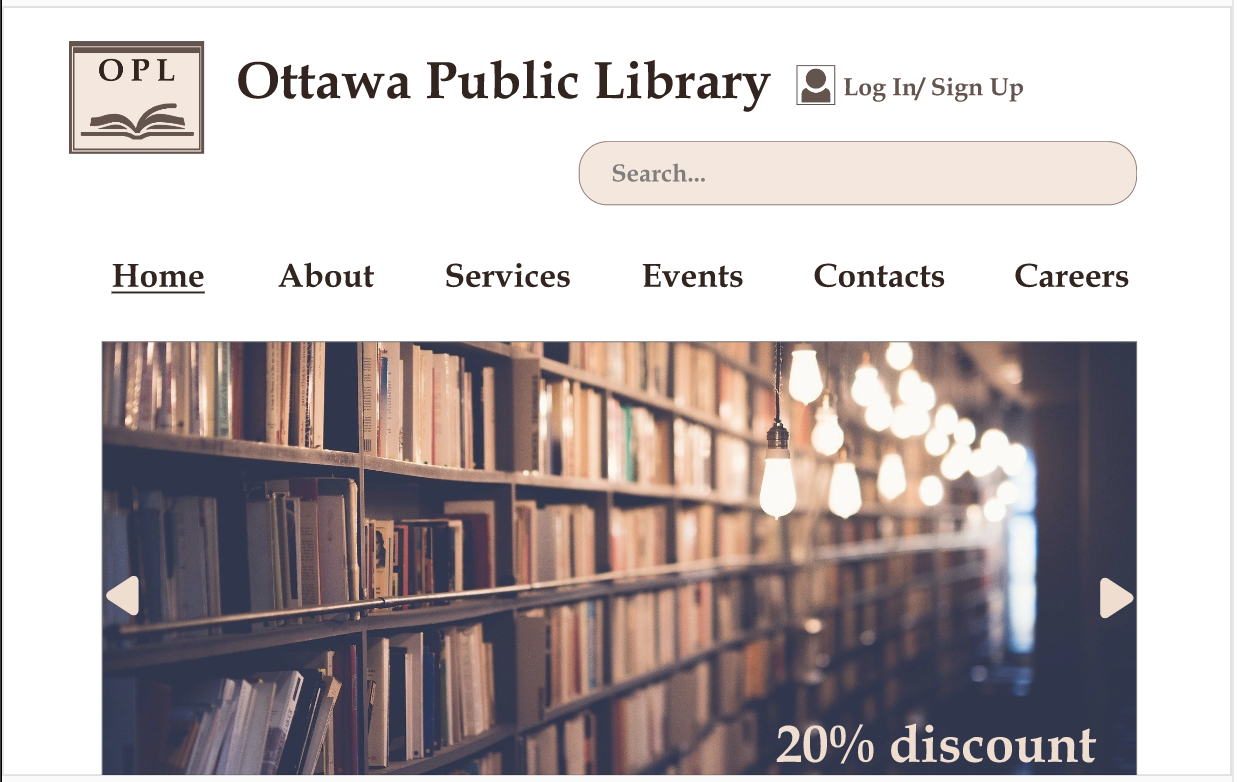 OPL
Ottawa Public Library
Log In/ Sign Up
Search...
Home About Services Events Contacts Careers
20% discount